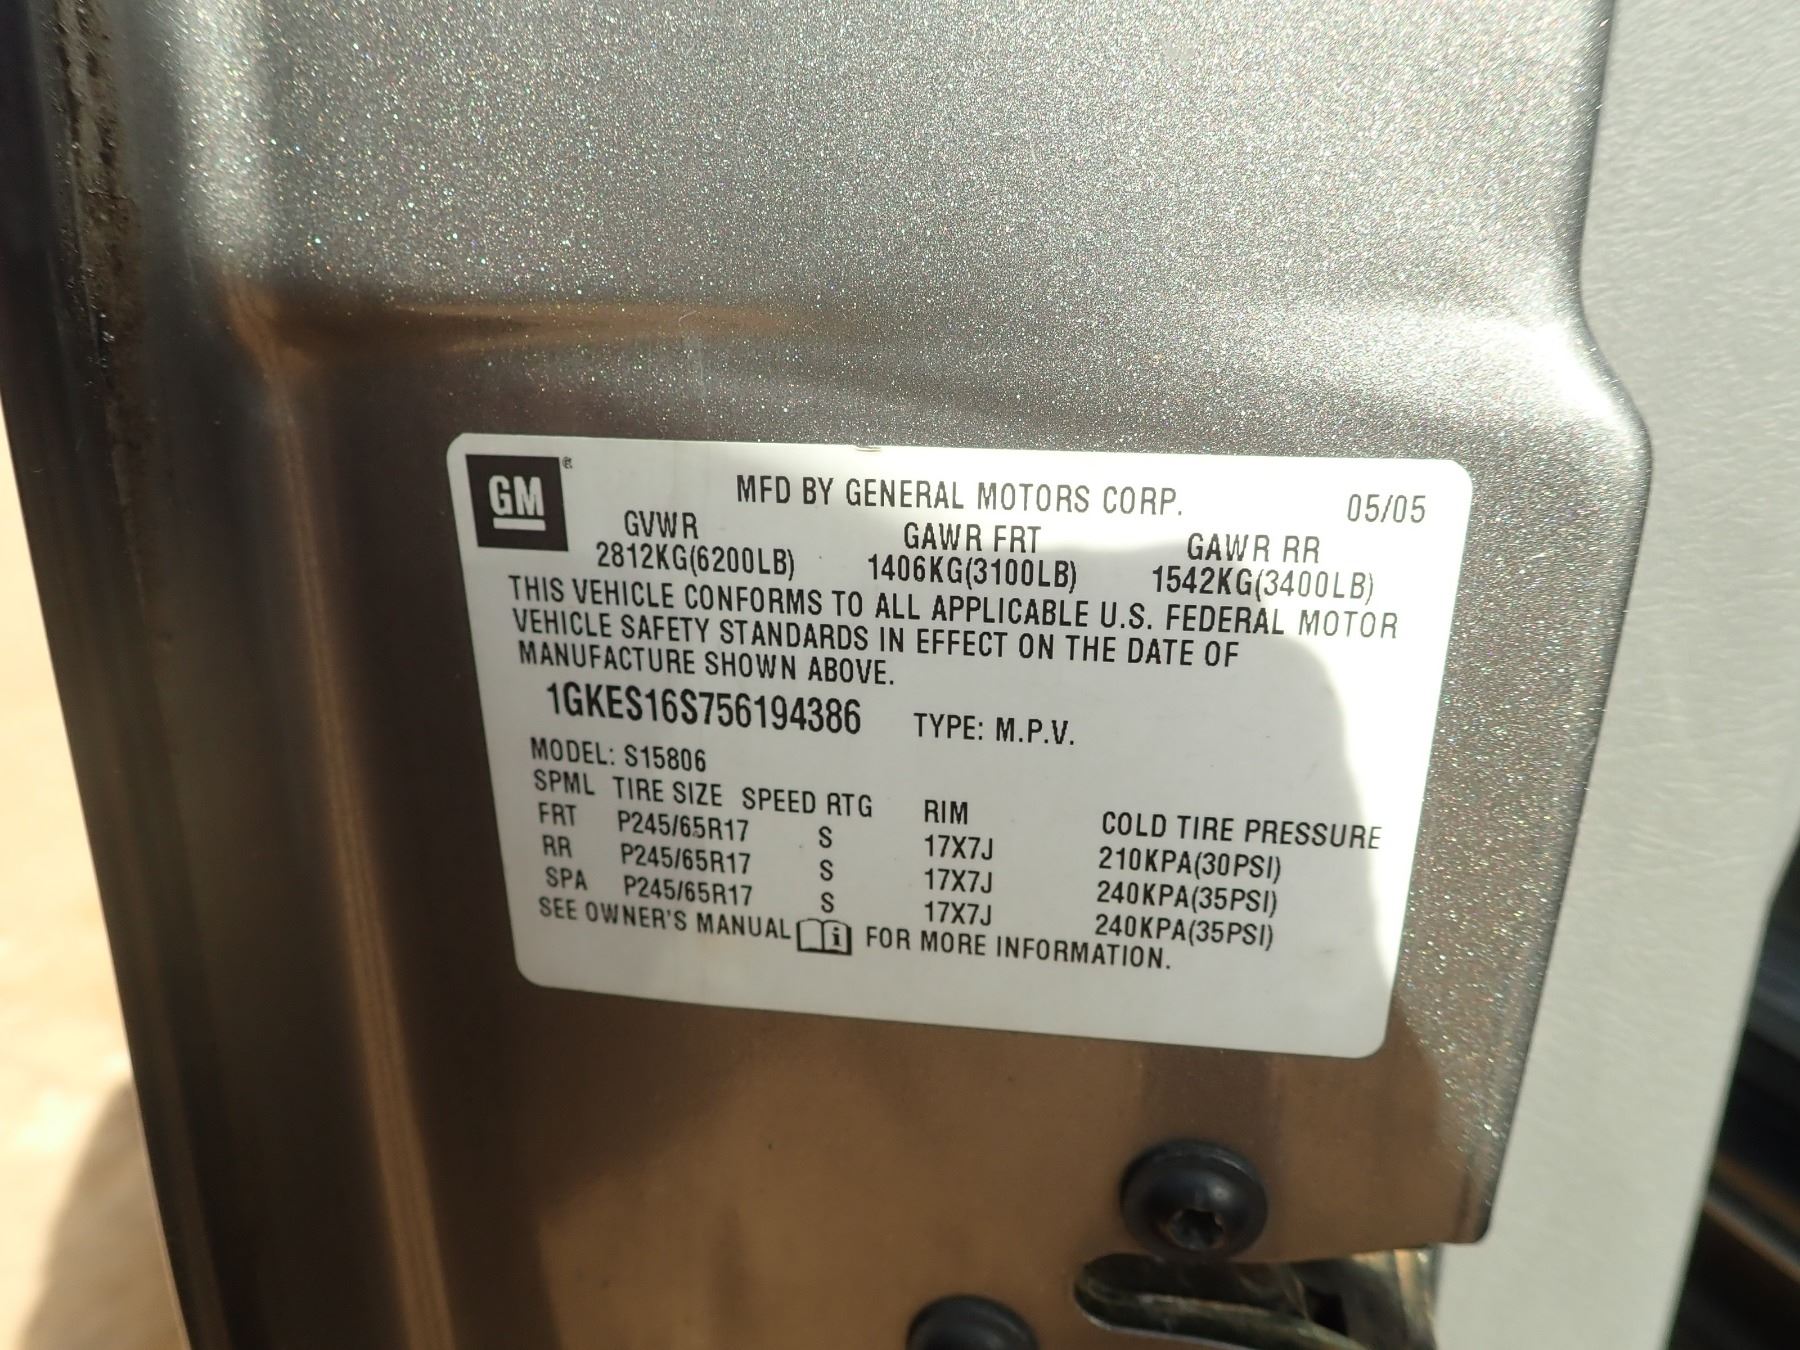 GM®
MFD BY GENERAL MOTORS CORP. 05/05
GVWR GAWR FRT GAWR RR
2812KG(6200LB) 1406KG(3100LB) 1542KG(3400LB)
THIS VEHICLE CONFORMS TO ALL APPLICABLE U.S. FEDERAL MOTOR
VEHICLE SAFETY STANDARDS IN EFFECT ON THE DATE OF
MANUFACTURE SHOWN ABOVE.
1GKES16S756194386 TYPE: M.P.V.
MODEL: S15806
SPML TIRE SIZE SPEED RTG RIM COLD TIRE PRESSURE
FRT P245/65R17 S 17X7J 210KPA(30PSI)
RR P245/65R17 S 17X7J 240KPA(35PSI)
SPA P245/65R17 S 17X7J 240KPA(35PSI)
SEE OWNER'S MANUAL i FOR MORE INFORMATION.